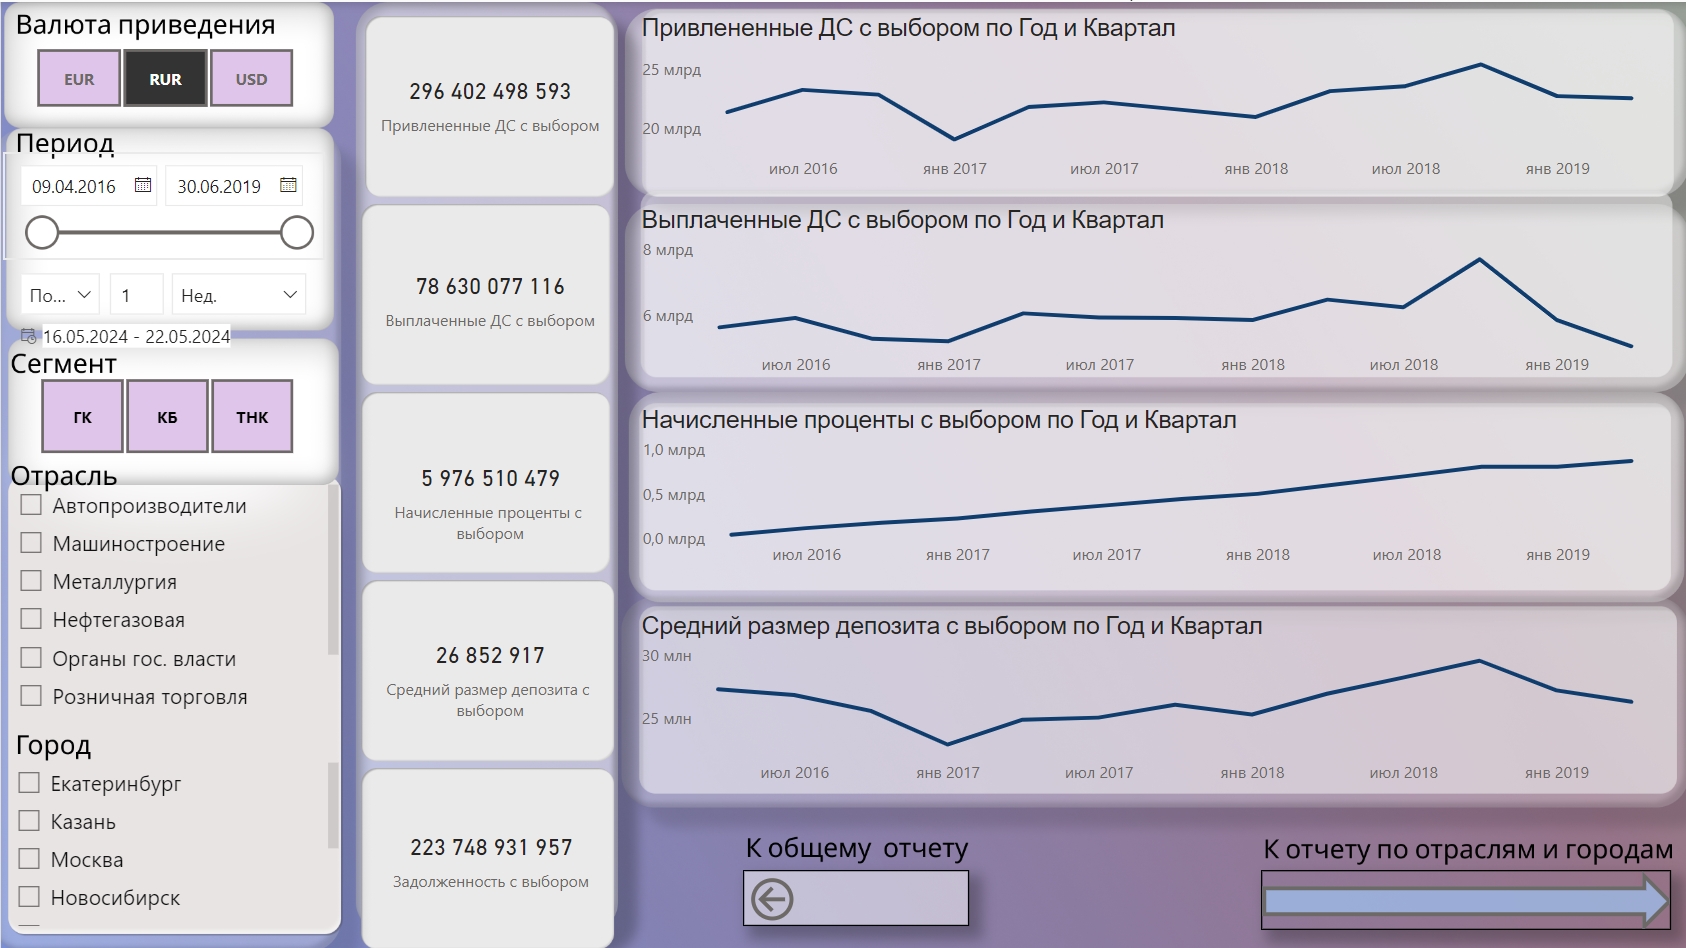 Валюта приведения
EUR
RUR
USD
Период
09.04.2016
30.06.2019
По...
1
Нед.
16.05.2024 - 22.05.2024
Сегмент
ГК
КБ
ТНК
Отрасль
Автопроизводители
Машиностроение
Металлургия
Нефтегазовая
Органы гос. власти
Розничная торговля
Город
Екатеринбург
Казань
Москва
Новосибирск
296 402 498 593
Привлененные ДС с выбором
78 630 077 116
Выплаченные ДС с выбором
5 976 510 479
Начисленные проценты с
выбором
26 852 917
Средний размер депозита с
выбором
223 748 931 957
Задолженность с выбором
Привлененные ДС с выбором по Год и Квартал
25 млрд
20 млрд
июл 2016
янв 2017
июл 2017
янв 2018
июл 2018
янв 2019
Выплаченные ДС с выбором по Год и Квартал
8 млрд
6 млрд
июл 2016
янв 2017
июл 2017
янв 2018
июл 2018
янв 2019
Начисленные проценты с выбором по Год и Квартал
1,0 млрд
0,5 млрд
0,0 млрд
июл 2016
янв 2017
июл 2017
янв 2018
июл 2018
янв 2019
Средний размер депозита с выбором по Год и Квартал
30 млн
25 млн
июл 2016
янв 2017
июл 2017
янв 2018
июл 2018
янв 2019
К общему отчету
К отчету по отраслям и городам